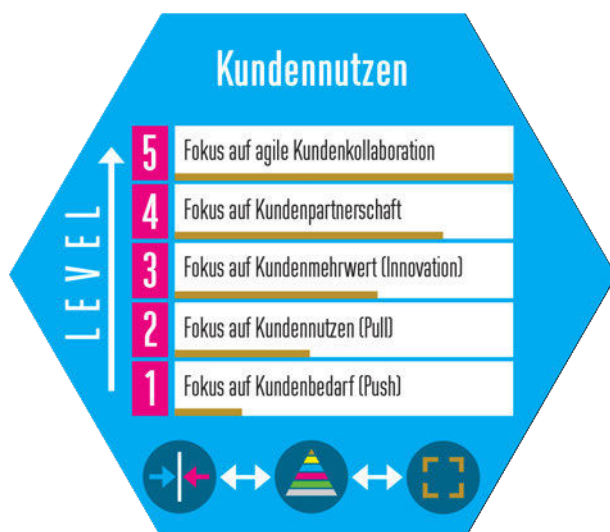 Kundennutzen
5 Fokus auf agile Kundenkollaboration
4 Fokus auf Kundenpartnerschaft
3 Fokus auf Kundenmehrwert (Innovation)
2 Fokus auf Kundennutzen (Pull)
1 Fokus auf Kundenbedarf (Push)
LEVEL